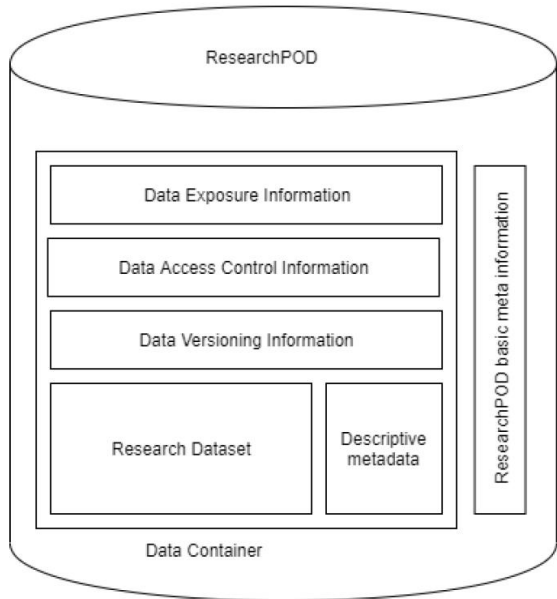 ResearchPOD
Data Exposure Information
Data Access Control Information
Data Versioning Information
Research Dataset
Descriptive
metadata
Data Container
ResearchPOD basic meta information